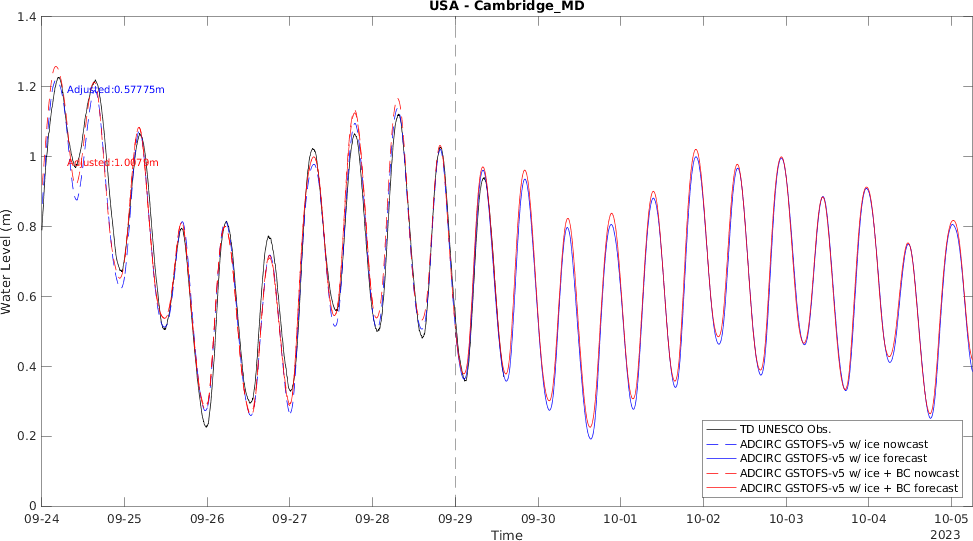 USA - Cambridge_MD
1.4
1.2
1
0.8
0.6
0.4
0.2
0
Water Level (m)
Adjusted:0.57775m
Adjusted:1.0079m
TD UNESCO Obs.
ADCIRC GSTOFS-v5 w/ ice nowcast
ADCIRC GSTOFS-v5 w/ ice forecast
ADCIRC GSTOFS-v5 w/ ice + BC nowcast
ADCIRC GSTOFS-v5 w/ ice + BC forecast
09-24 09-25 09-26 09-27 09-28 09-29 09-30 10-01 10-02 10-03 10-04 10-05
2023
Time